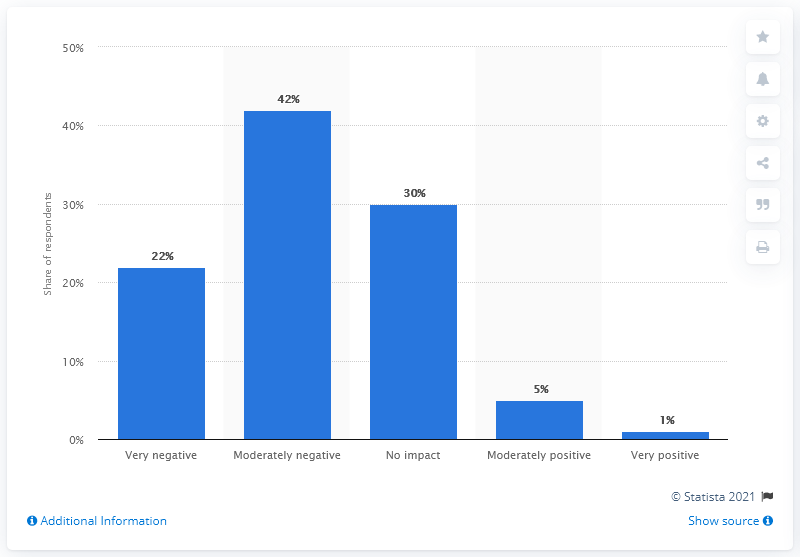 50%
42%
40%
Share of respondents
30%
30%
22%
20%
10%
5%
1%
0%
Very negative
Moderately negative
No impact
Moderately positive
Very positive
© Statista 2021
Additional Information
Show source